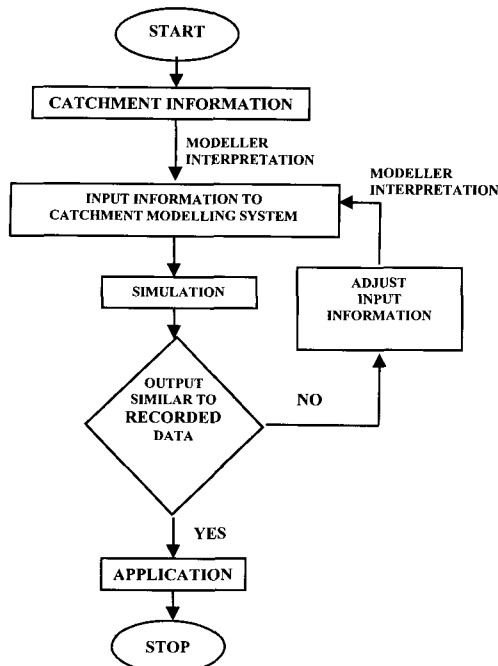 START
CATCHMENT INFORMATION
MODELLER
INTERPRETATION
MODELLER
INTERPRETATION
INPUT INFORMATION TO
CATCHMENT MODELLING SYSTEM
SIMULATION
ADJUST
INPUT
INFORMATION
OUTPUT
SIMILAR TO
RECORDED
DATA
NO
YES
APPLICATION
STOP